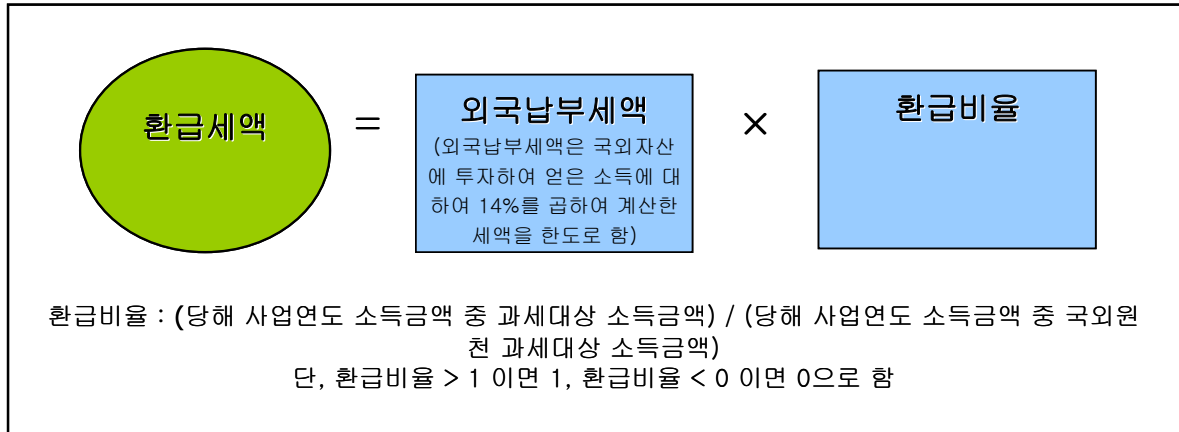 환급세액
=
외국납부세액
(외국납부세액은 국외자산
에 투자하여 얻은 소득에 대
하여 14%를 곱하여 계산한
세액을 한도로 함)
×
환급비율
환급비율 : (당해 사업연도 소득금액 중 과세대상 소득금액) / (당해 사업연도 소득금액 중 국외원
천 과세대상 소득금액)
단, 환급비율 > 1 이면 1, 환급비율 < 0 이면 0으로 함